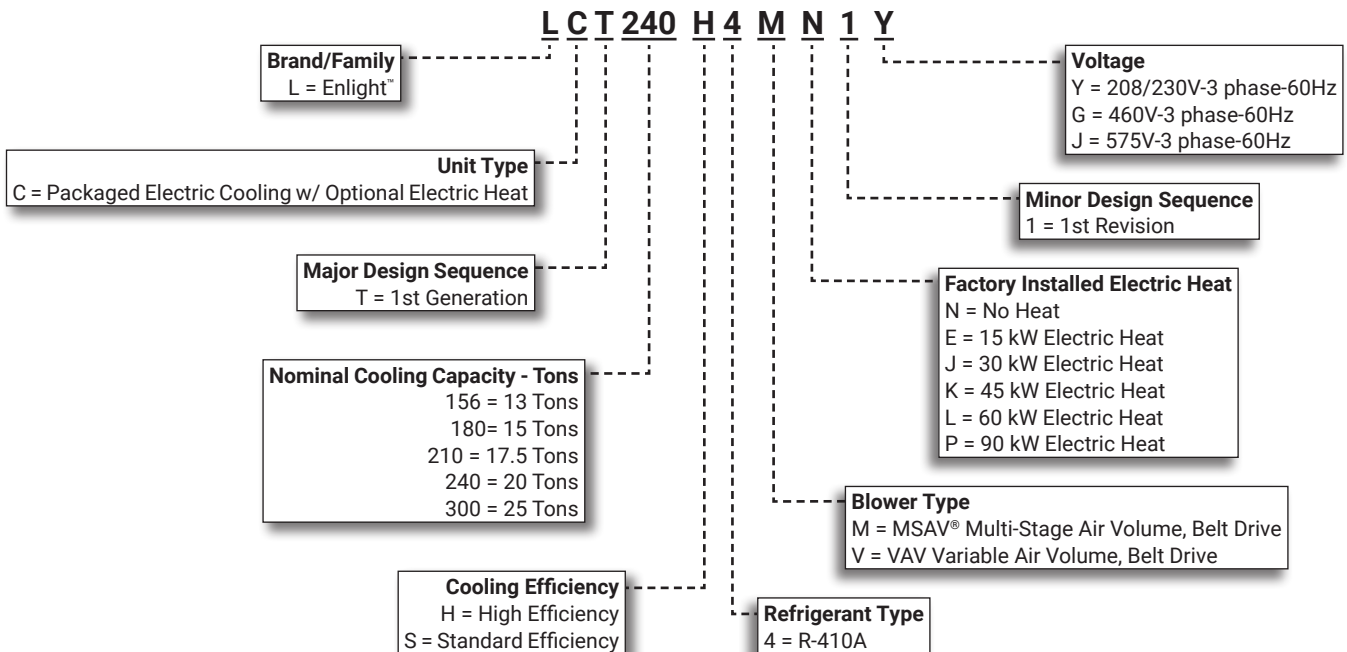 L C T 240 H 4 M N 1 Y
Brand/Family
L = Enlight™
Unit Type
C = Packaged Electric Cooling w/ Optional Electric Heat
Major Design Sequence
T = 1st Generation
Nominal Cooling Capacity - Tons
156 = 13 Tons
180= 15 Tons
210 = 17.5 Tons
240 = 20 Tons
300 = 25 Tons
Cooling Efficiency
H = High Efficiency
S = Standard Efficiency
Voltage
Y = 208/230V-3 phase-60Hz
G = 460V-3 phase-60Hz
J = 575V-3 phase-60Hz
Minor Design Sequence
1 = 1st Revision
Factory Installed Electric Heat
N = No Heat
E = 15 kW Electric Heat
J = 30 kW Electric Heat
K = 45 kW Electric Heat
L = 60 kW Electric Heat
P = 90 kW Electric Heat
Blower Type
M = MSAV® Multi-Stage Air Volume, Belt Drive
V = VAV Variable Air Volume, Belt Drive
Refrigerant Type
4 = R-410A